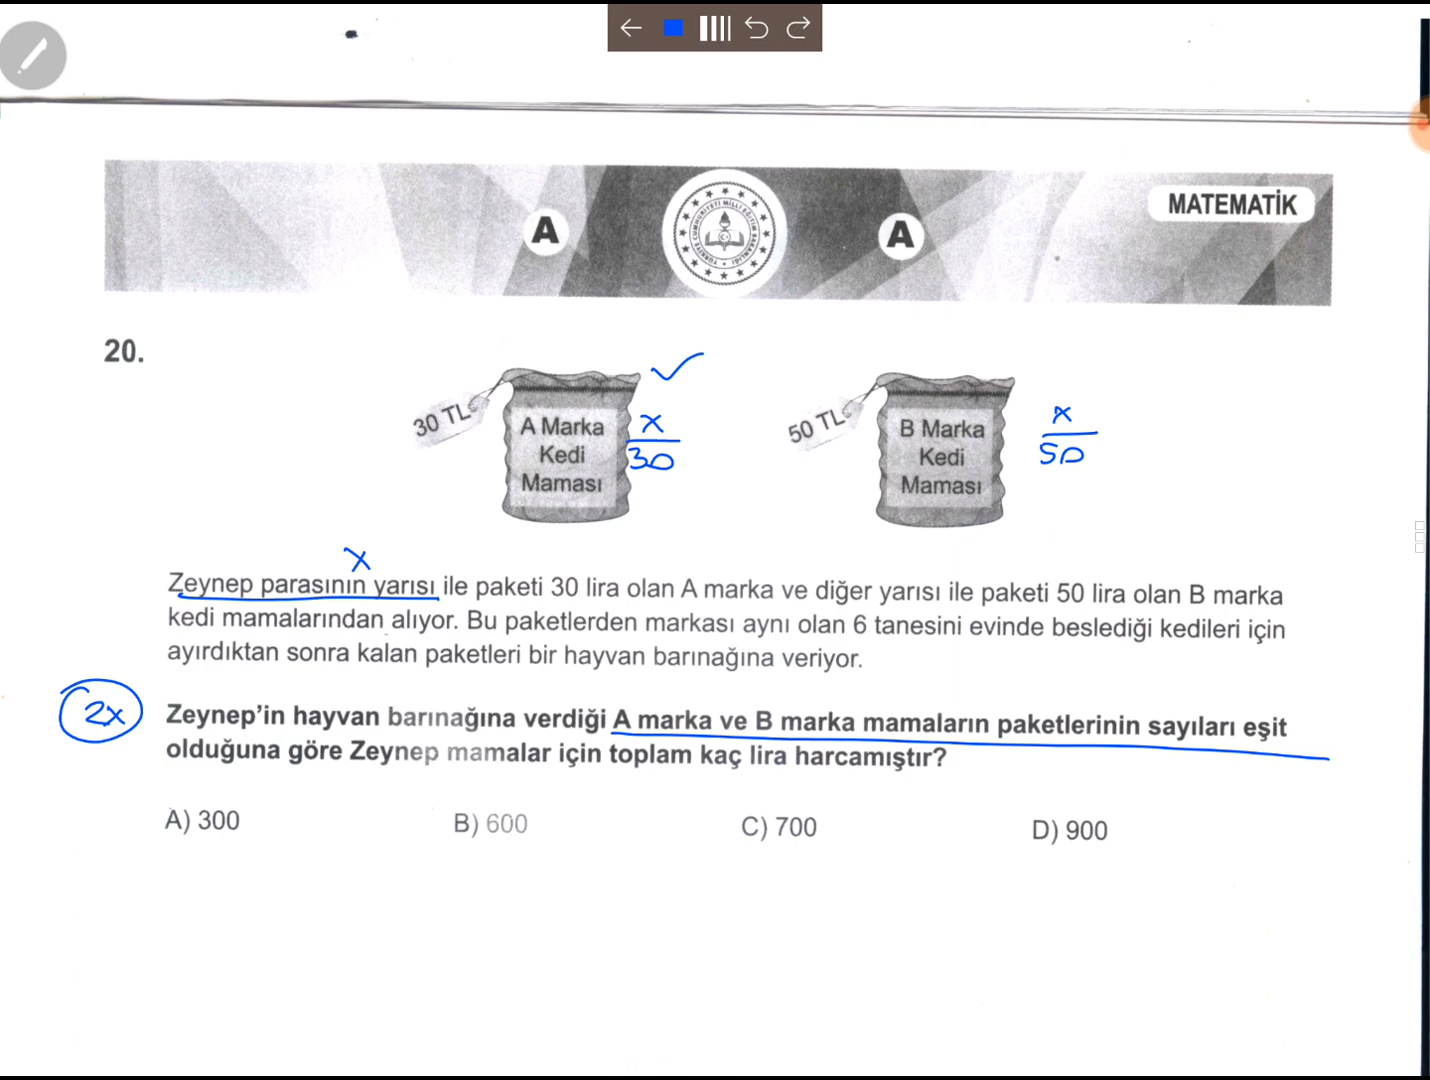 A
A
MATEMATİK
20.
30 TL
A Marka
Kedi
Maması
x
30
50 TL
B Marka
Kedi
Maması
x
50
x
Zeynep parasının yarısı ile paketi 30 lira olan A marka ve diğer yarısı ile paketi 50 lira olan B marka
kedi mamalarından alıyor. Bu paketlerden markası aynı olan 6 tanesini evinde beslediği kedileri için
ayırdıktan sonra kalan paketleri bir hayvan barınağına veriyor.
2x
Zeynep'in hayvan barınağına verdiği A marka ve B marka mamaların paketlerinin sayıları eşit
olduğuna göre Zeynep mamalar için toplam kaç lira harcamıştır?
A) 300
B) 600
C) 700
D) 900